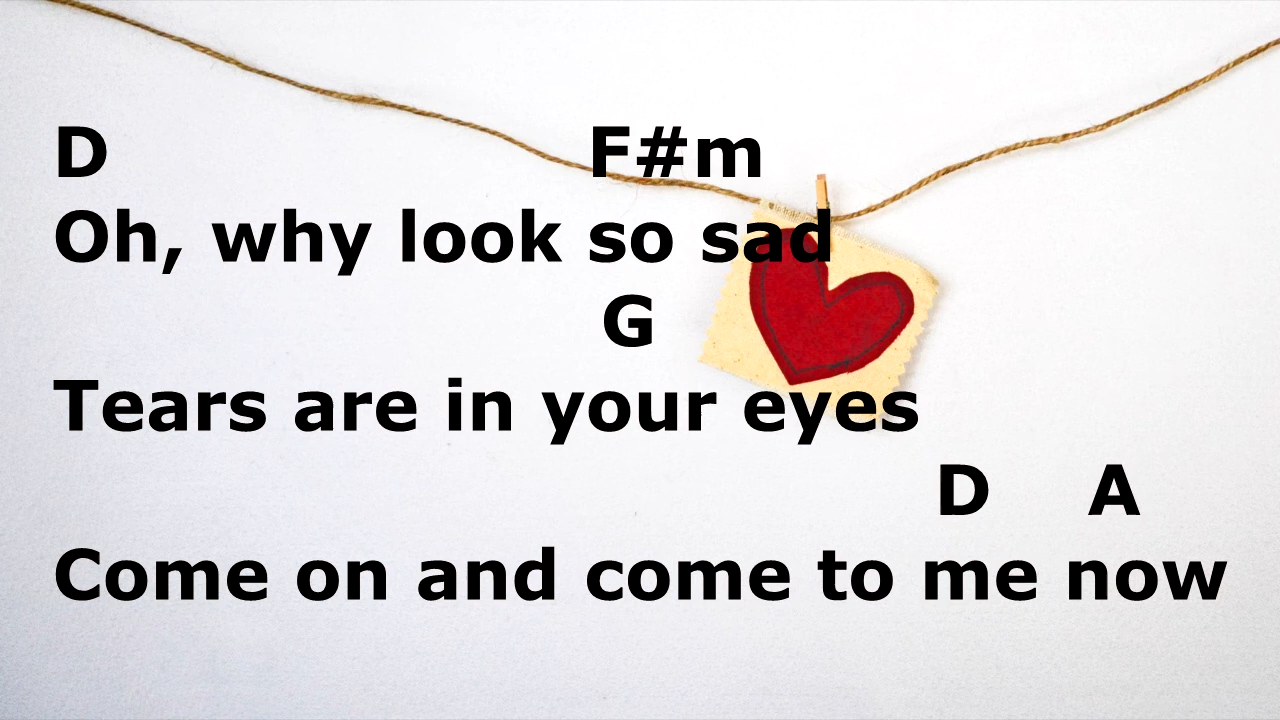 D F#m
Oh, why look so sad
G
Tears are in your eyes
D A
Come on and come to me now